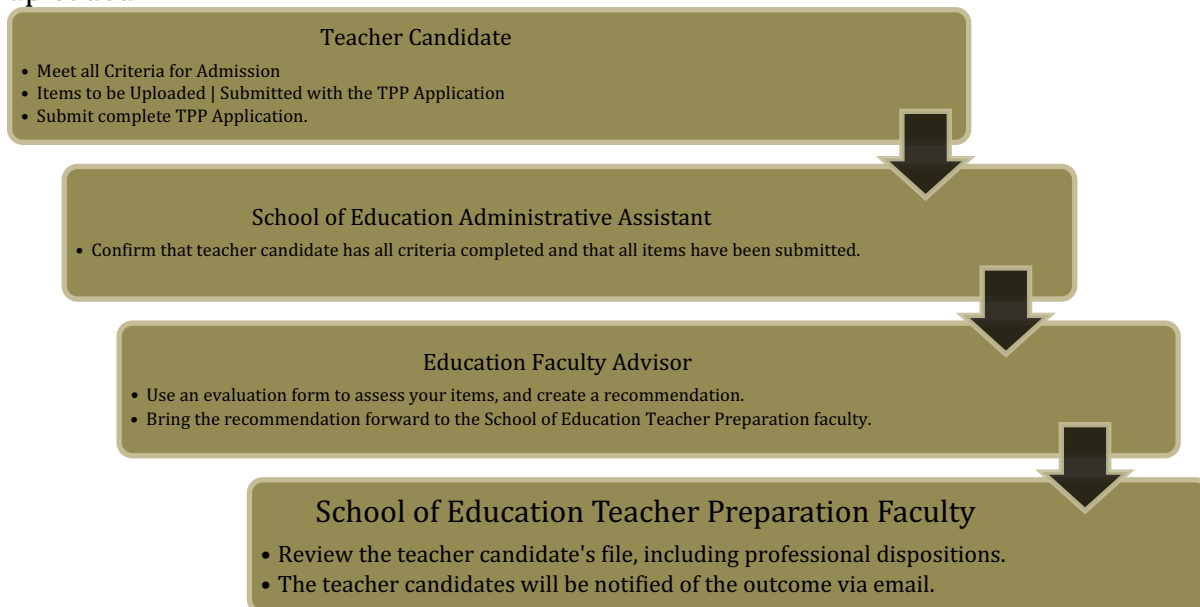 Teacher Candidate
• Meet all Criteria for Admission
• Items to be Uploaded | Submitted with the TPP Application
• Submit complete TPP Application.
School of Education Administrative Assistant
• Confirm that teacher candidate has all criteria completed and that all items have been submitted.
Education Faculty Advisor
• Use an evaluation form to assess your items, and create a recommendation.
• Bring the recommendation forward to the School of Education Teacher Preparation faculty.
School of Education Teacher Preparation Faculty
• Review the teacher candidate's file, including professional dispositions.
• The teacher candidates will be notified of the outcome via email.